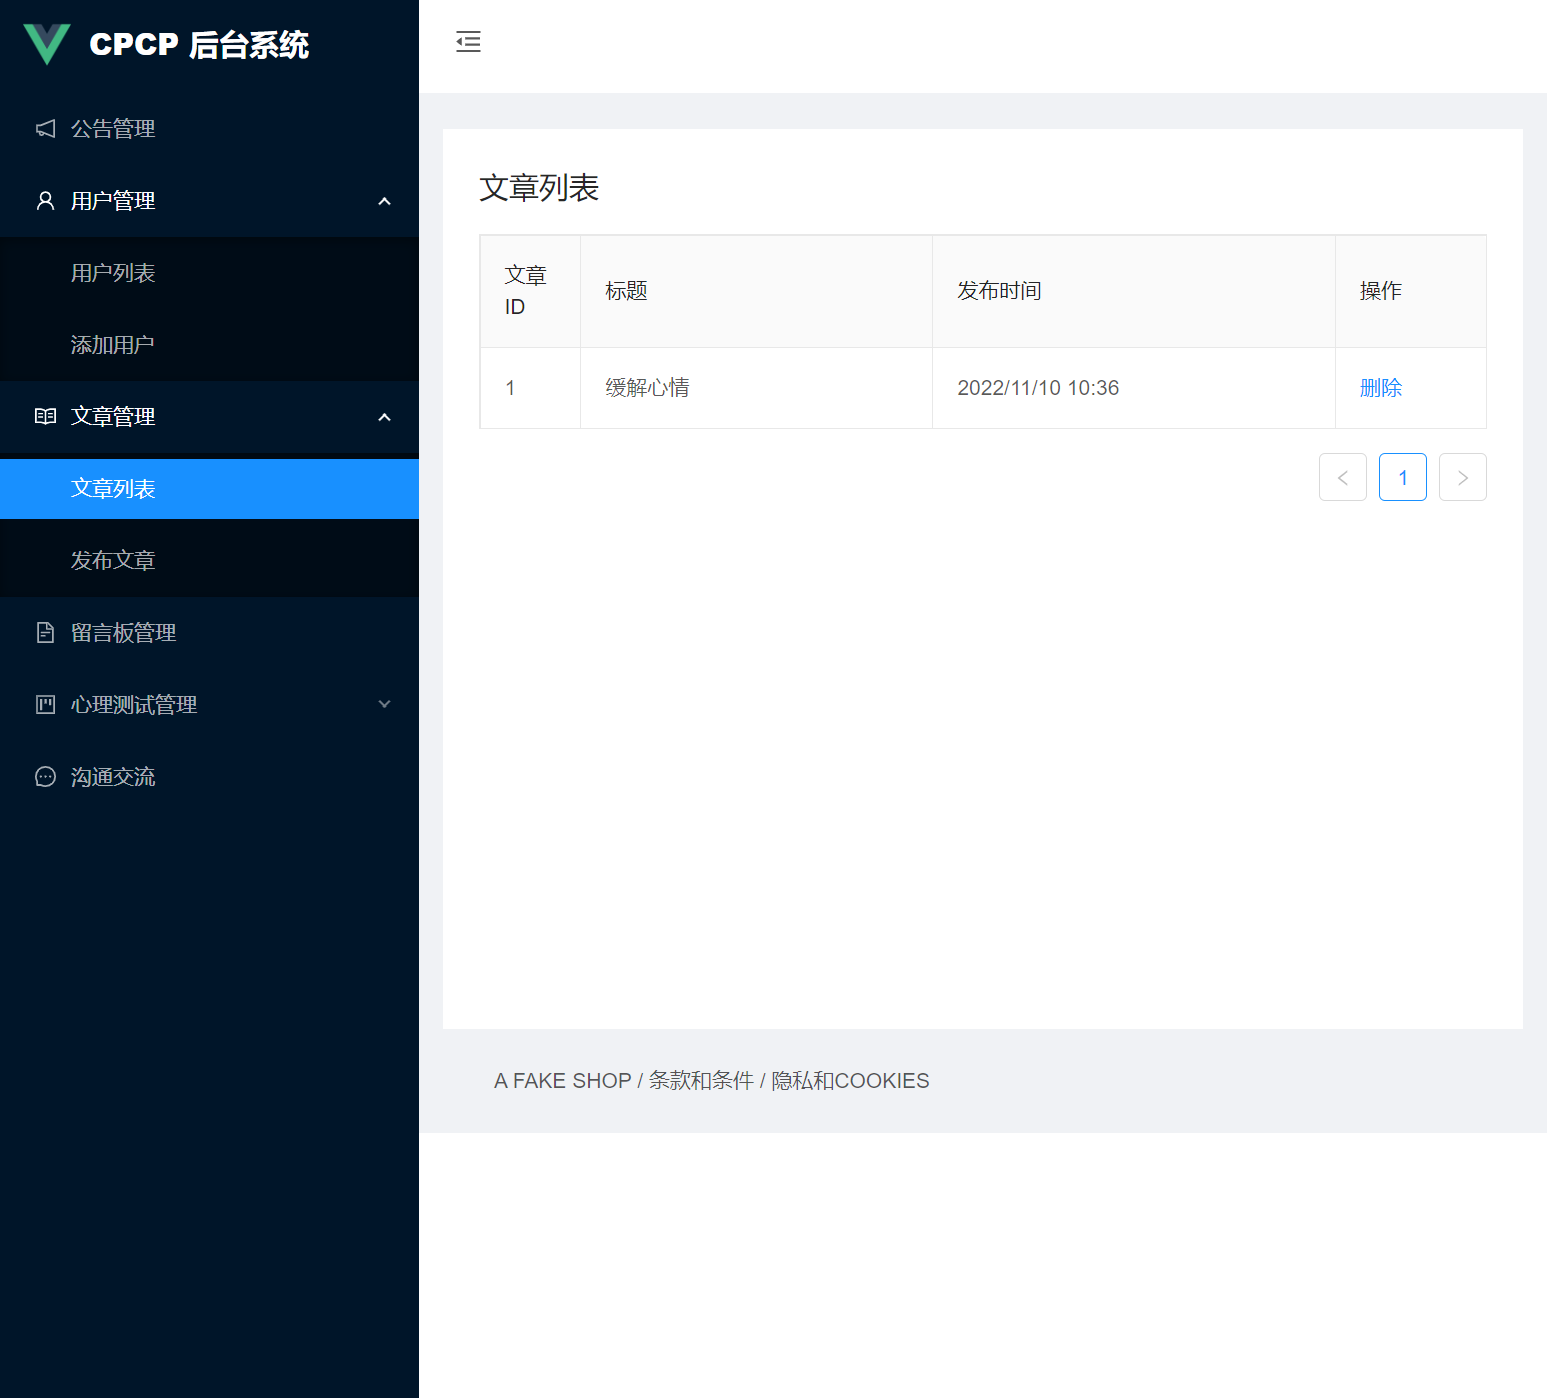 CPCP 后台系统
公告管理
用户管理
用户列表
添加用户
文章管理
文章列表
发布文章
留言板管理
心理测试管理
沟通交流
文章列表
文章
ID
标题
发布时间
操作
1
缓解心情
2022/11/10 10:36
删除
1
A FAKE SHOP / 条款和条件 / 隐私和COOKIES